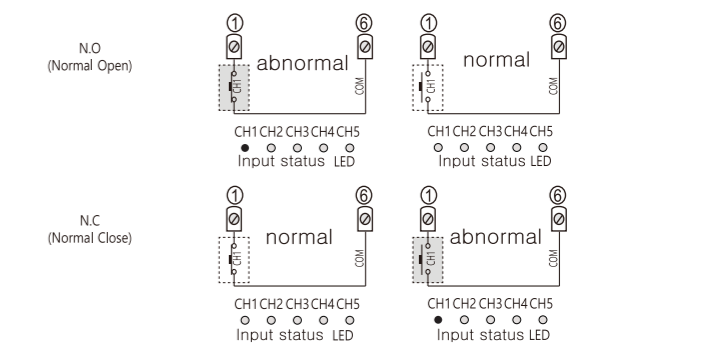 ① ⑥ ① ⑥
N.O
(Normal Open)
abnormal normal
CH1 COM CH1 COM
CH1 CH2 CH3 CH4 CH5 CH1 CH2 CH3 CH4 CH5
Input status LED Input status LED
① ⑥ ① ⑥
N.C
(Normal Close)
normal abnormal
CH1 COM CH1 COM
CH1 CH2 CH3 CH4 CH5 CH1 CH2 CH3 CH4 CH5
Input status LED Input status LED